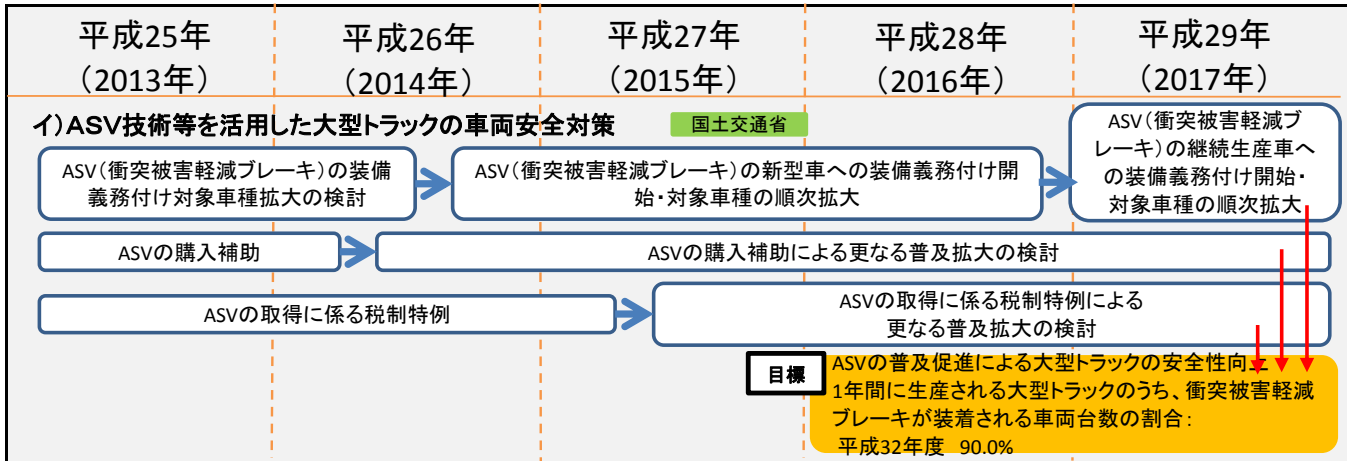 平成25年
(2013年)
平成26年
(2014年)
平成27年
(2015年)
平成28年
(2016年)
平成29年
(2017年)
イ)ASV技術等を活用した大型トラックの車両安全対策
国土交通省
ASV(衝突被害軽減ブレーキ)の装備
義務付け対象車種拡大の検討
ASV(衝突被害軽減ブレーキ)の新型車への装備義務付け開
始・対象車種の順次拡大
ASV(衝突被害軽減ブ
レーキ)の継続生産車へ
の装備義務付け開始・
対象車種の順次拡大
ASVの購入補助
ASVの購入補助による更なる普及拡大の検討
ASVの取得に係る税制特例
ASVの取得に係る税制特例による
更なる普及拡大の検討
目標
ASVの普及促進による大型トラックの安全性向上
1年間に生産される大型トラックのうち、衝突被害軽減
ブレーキが装着される車両台数の割合:
平成32年度 90.0%